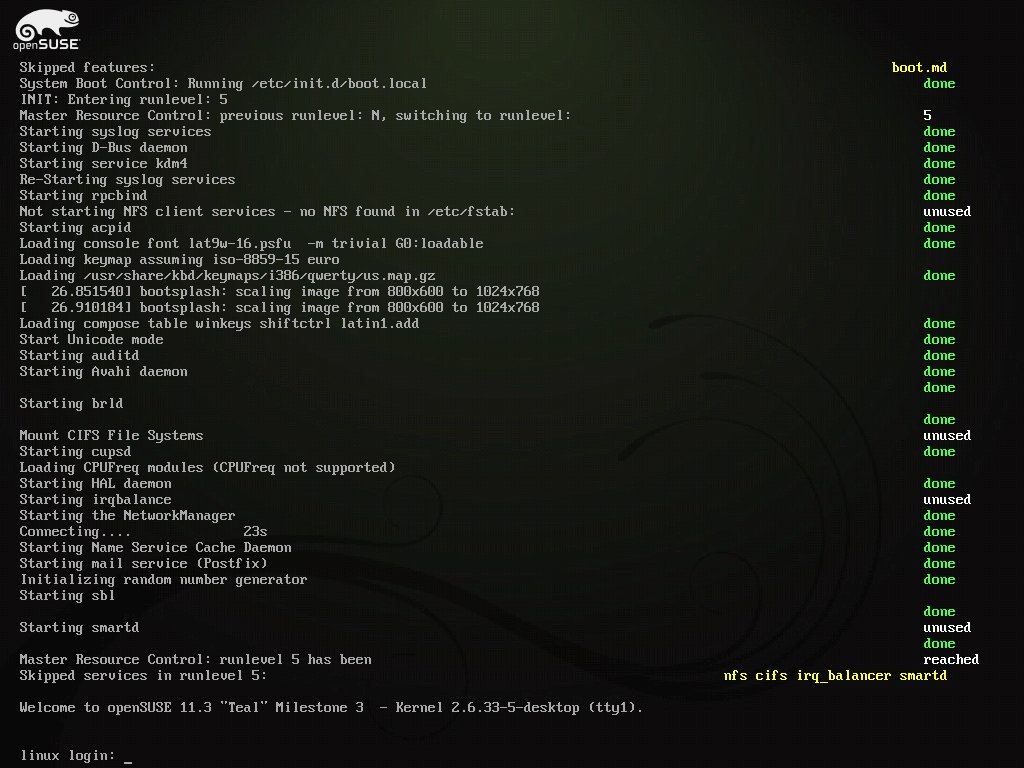 openSUSE
Skipped features: boot.md
System Boot Control: Running /etc/init.d/boot.local done
INIT: Entering runlevel: 5
Master Resource Control: previous runlevel: N, switching to runlevel: 5
Starting syslog services done
Starting D-Bus daemon done
Starting service kdm4 done
Re-Starting syslog services done
Starting rpcbind done
Not starting NFS client services - no NFS found in /etc/fstab: unused
Starting acpid done
Loading console font lat9w-16.psfu  -m trivial G0:loadable done
Loading keymap assuming iso-8859-15 euro
Loading /usr/share/kbd/keymaps/i386/qwerty/us.map.gz done
[   26.851540] bootsplash: scaling image from 800x600 to 1024x768
[   26.910184] bootsplash: scaling image from 800x600 to 1024x768
Loading compose table winkeys shiftctrl latin1.add done
Start Unicode mode done
Starting auditd done
Starting Avahi daemon done
done
Starting brld
done
Mount CIFS File Systems unused
Starting cupsd done
Loading CPUFreq modules (CPUFreq not supported)
Starting HAL daemon done
Starting irqbalance unused
Starting the NetworkManager done
Connecting.... 23s done
Starting Name Service Cache Daemon done
Starting mail service (Postfix) done
Initializing random number generator done
Starting sbl
done
Starting smartd unused
done
Master Resource Control: runlevel 5 has been reached
Skipped services in runlevel 5: nfs cifs irq_balancer smartd
Welcome to openSUSE 11.3 "Teal" Milestone 3  - Kernel 2.6.33-5-desktop (tty1).
linux login: _